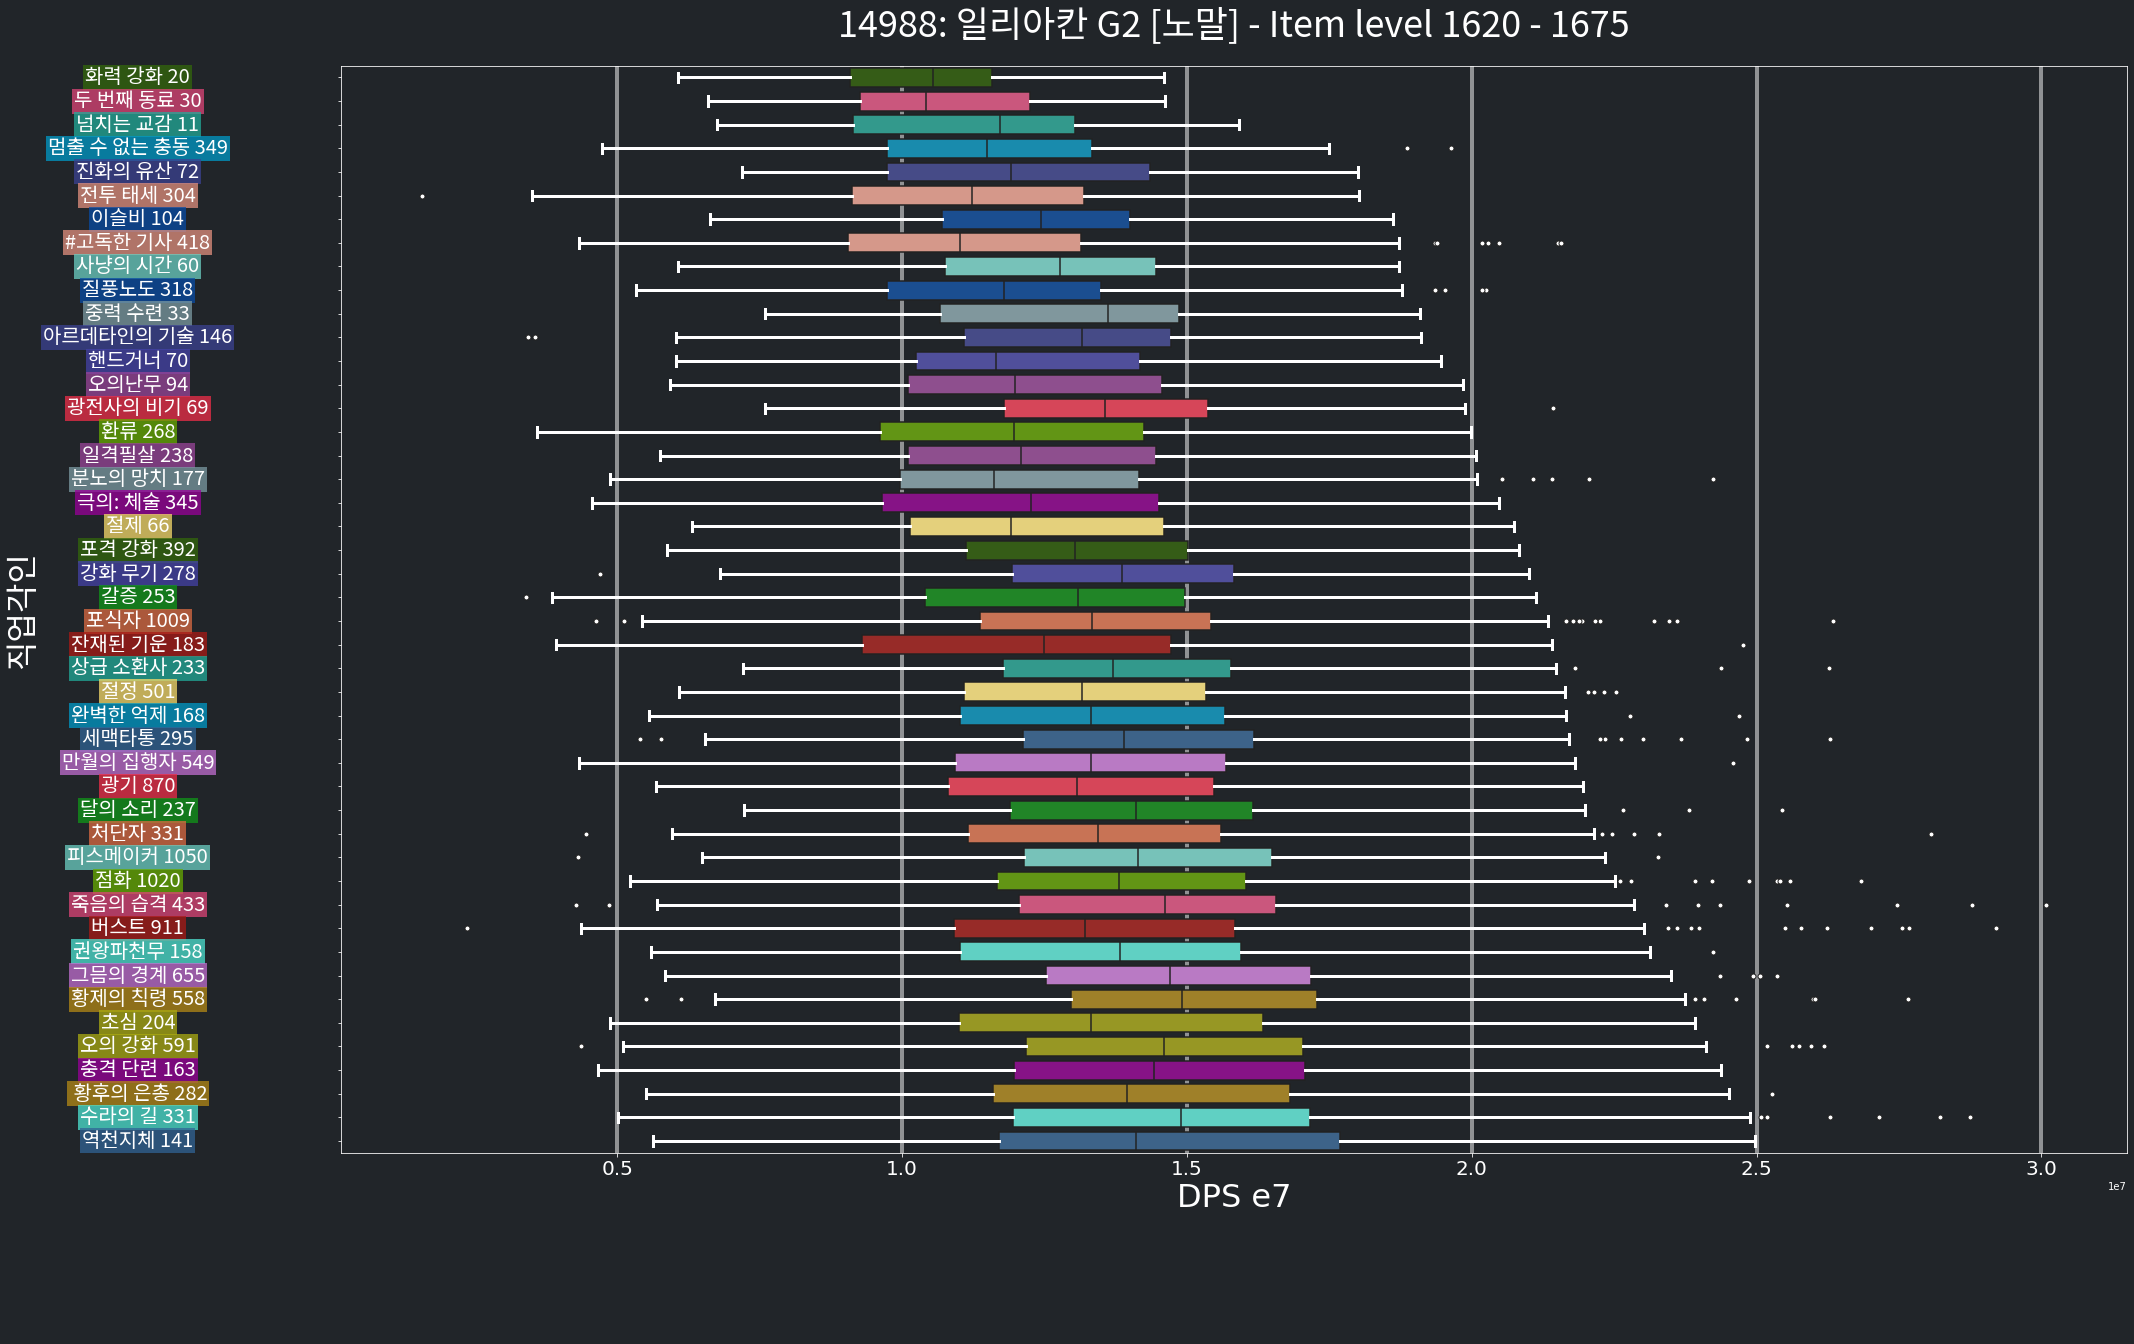 14988: 일리아칸 G2 [노말] - Item level 1620 - 1675
화력 강화 20
두 번째 동료 30
넘치는 교감 11
멈출 수 없는 충동 349
진화의 유산 72
전투 태세 304
이슬비 104
#고독한 기사 418
사냥의 시간 60
질풍노도 318
중력 수련 33
아르데타인의 기술 146
핸드거너 70
오의난무 94
광전사의 비기 69
환류 268
일격필살 238
분노의 망치 177
극의: 체술 345
절제 66
포격 강화 392
강화 무기 278
갈증 253
포식자 1009
잔재된 기운 183
상급 소환사 233
절정 501
완벽한 억제 168
세맥타통 295
만월의 집행자 549
광기 870
달의 소리 237
처단자 331
피스메이커 1050
점화 1020
죽음의 습격 433
버스트 911
권왕파천무 158
그믐의 경계 655
황제의 칙령 558
초심 204
오의 강화 591
충격 단련 163
황후의 은총 282
수라의 길 331
역천지체 141
직업각인
0.5 1.0 1.5 2.0 2.5 3.0
DPS e7
1e7